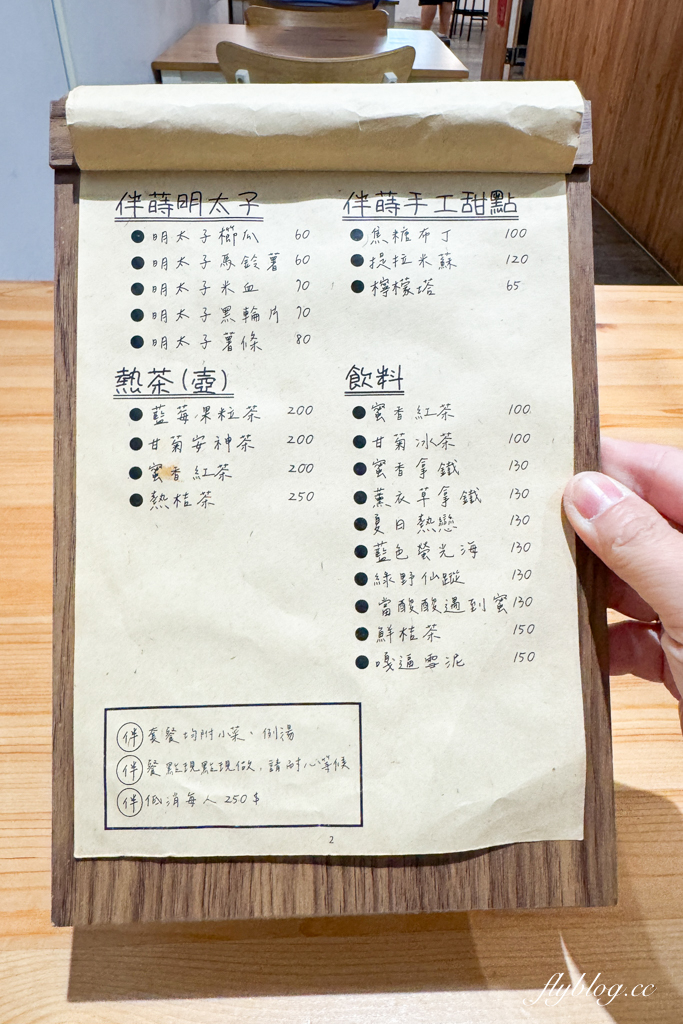 伴蒔明太子
●明太子櫛瓜 60
●明太子馬鈴薯 60
●明太子米血 70
●明太子黑輪片 70
●明太子薯條 80
伴蒔手工甜點
●焦糖布丁 100
●提拉米蘇 120
●檸檬塔 65
熱茶(壺)
●藍莓果粒茶 200
●甘菊安神茶 200
●蜜香紅茶 200
●熱桔茶 250
飲料
●蜜香紅茶 100
●甘菊冰茶 100
●蜜香拿鐵 130
●薰衣草拿鐵 130
●夏日熱戀 130
●藍色螢光海 130
●綠野仙蹤 130
●當酸酸遇到蜜 130
●鮮桔茶 150
●嘎逼雪泥 150
伴 套餐均附小菜、例湯
伴 餐點現點現做,請耐心等候
伴 低消每人250$
2
flyblog.cc